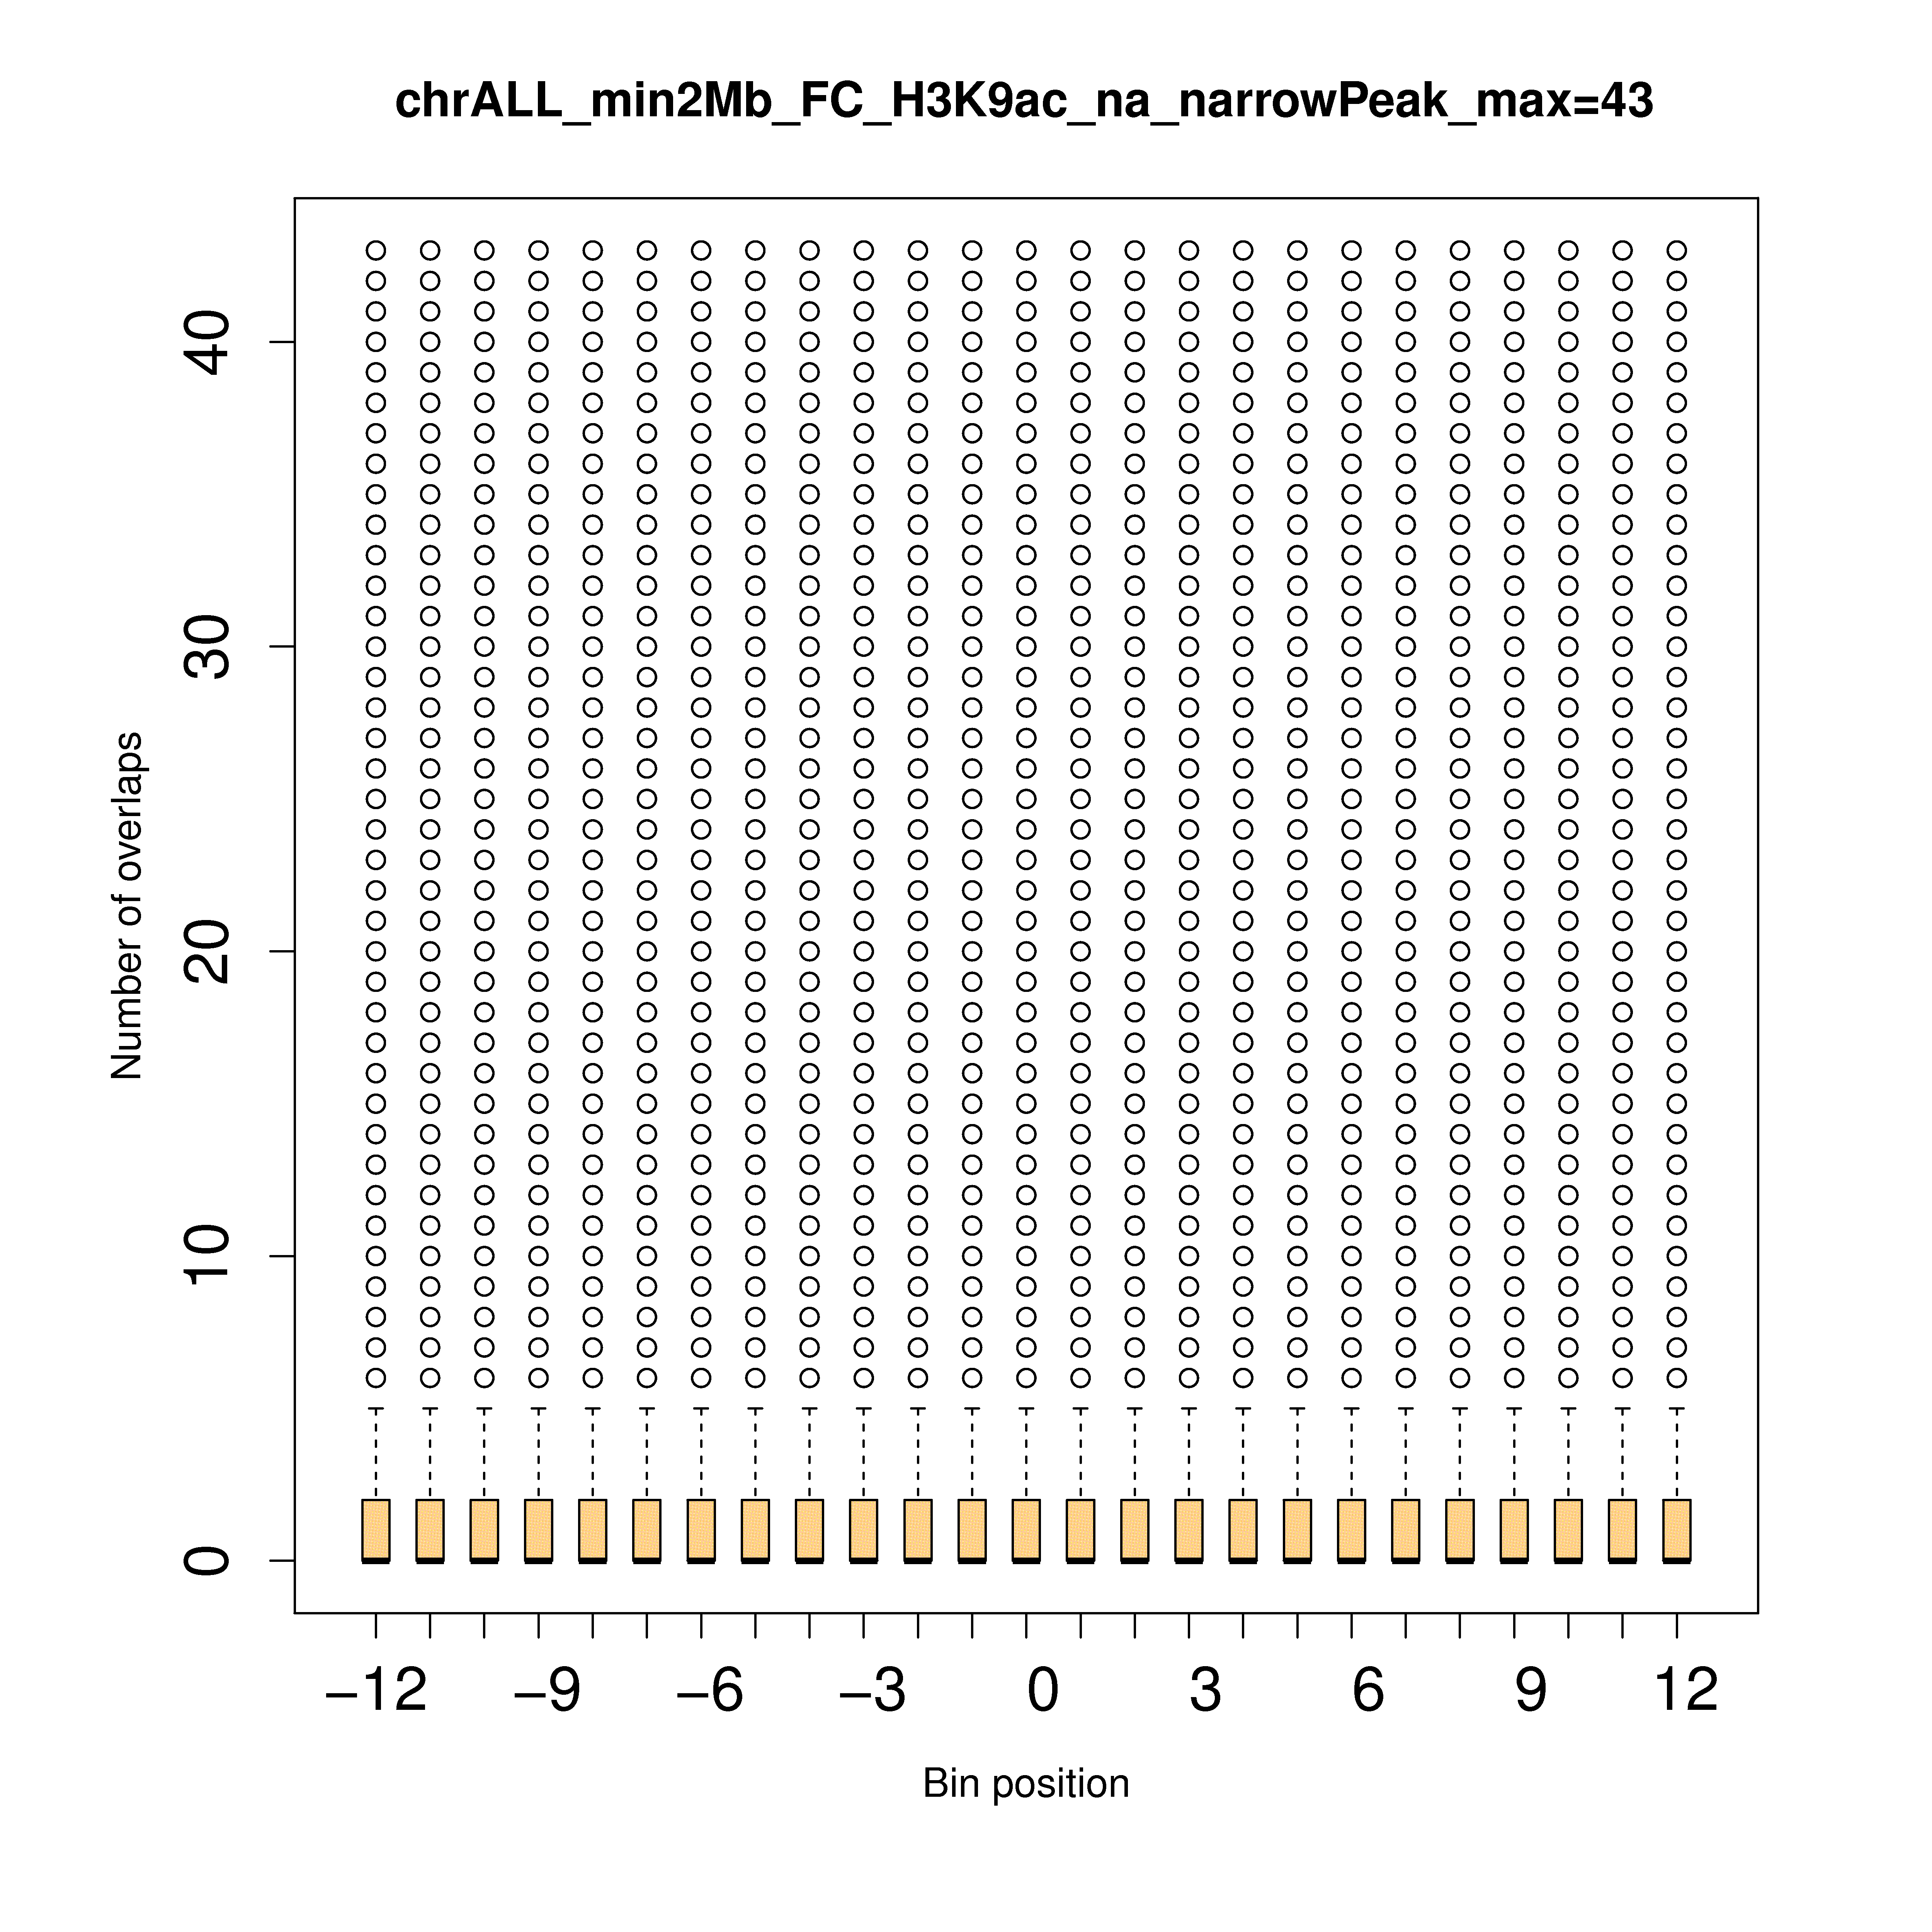 chrALL_min2Mb_FC_H3K9ac_na_narrowPeak_max=43
Number of overlaps
40
30
20
10
0
−12 −9 −6 −3 0 3 6 9 12
Bin position